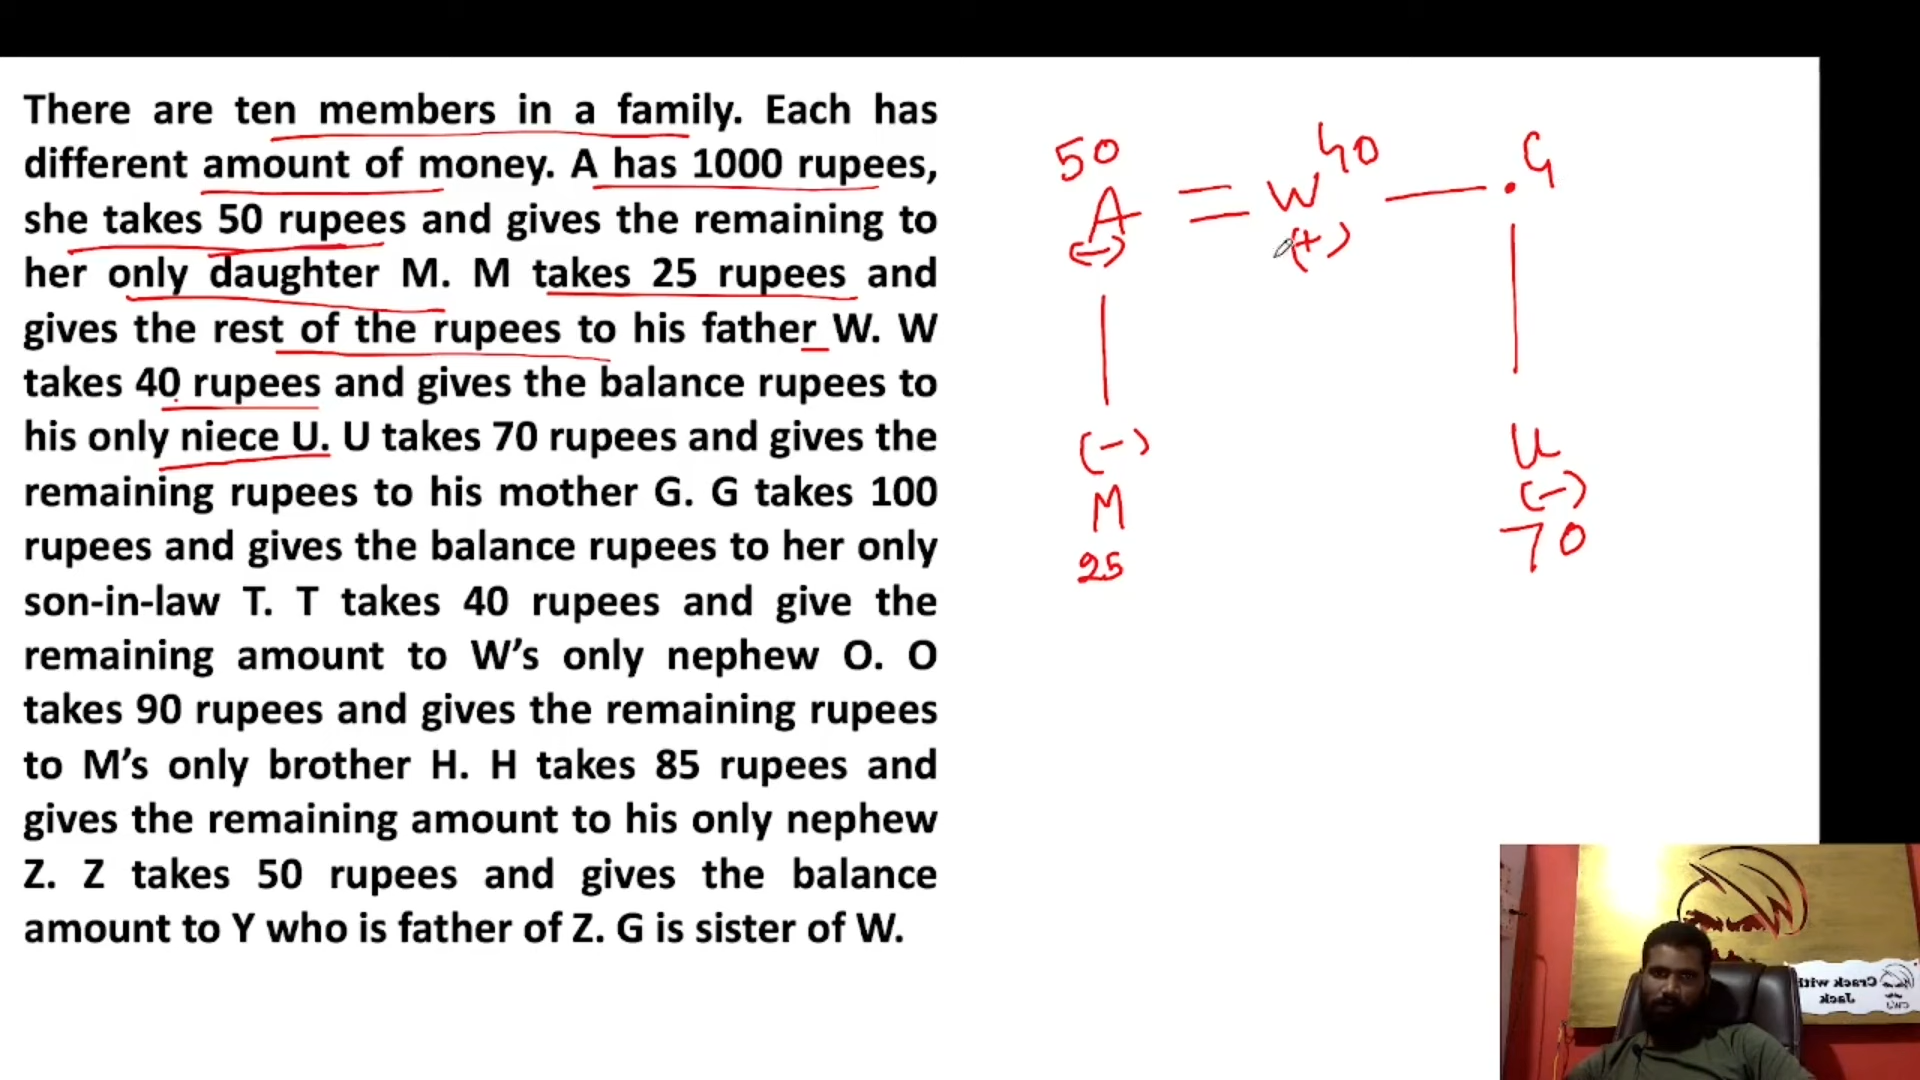 There are ten members in a family. Each has
different amount of money. A has 1000 rupees,
she takes 50 rupees and gives the remaining to
her only daughter M. M takes 25 rupees and
gives the rest of the rupees to his father W. W
takes 40 rupees and gives the balance rupees to
his only niece U. U takes 70 rupees and gives the
remaining rupees to his mother G. G takes 100
rupees and gives the balance rupees to her only
son-in-law T. T takes 40 rupees and give the
remaining amount to W’s only nephew O. O
takes 90 rupees and gives the remaining rupees
to M’s only brother H. H takes 85 rupees and
gives the remaining amount to his only nephew
Z. Z takes 50 rupees and gives the balance
amount to Y who is father of Z. G is sister of W.
50 40 G
A = W —
(-) (+)
(-) U
M (-)
25 70
Crack with
Jack
CWJ